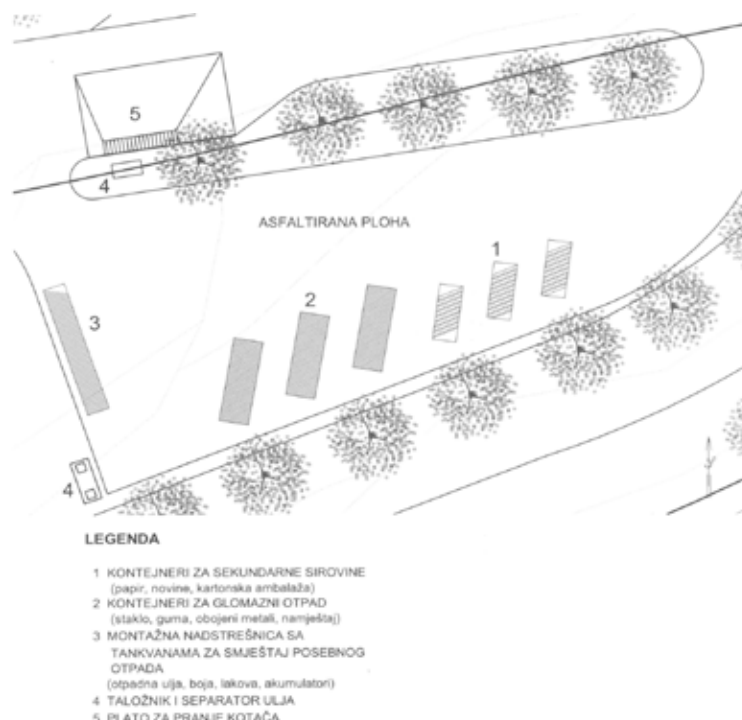 5
4
ASFALTIRANA PLOHA
1
2
3
4
LEGENDA
1 KONTEJNERI ZA SEKUNDARNE SIROVINE
(papir, novine, kartonska ambalaža)
2 KONTEJNERI ZA GLOMAZNI OTPAD
(staklo, guma, obojeni metali, namještaj)
3 MONTAŽNA NADSTREŠNICA SA
TANKVANAMA ZA SMJEŠTAJ POSEBNOG
OTPADA
(otpadna ulja, boja, lakova, akumulatori)
4 TALOŽNIK I SEPARATOR ULJA
5 PLATO ZA PRANJE KOTAČA